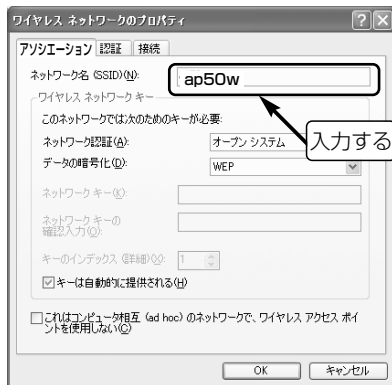 ワイヤレス ネットワークのプロパティ
アソシエーション 認証 接続
ネットワーク名 (SSID)(N): ap50w
ワイヤレス ネットワーク キー
このネットワークでは次のためのキーが必要:
ネットワーク認証(A): オープン システム
入力する
データの暗号化(D): WEP
ネットワーク キー(K):
ネットワーク キーの
確認入力(O):
キーのインデックス (詳細)(X): 1
キーは自動的に提供される(H)
これはコンピュータ相互 (ad hoc) のネットワークで、ワイヤレス アクセス ポイ
ントを使用しない(C)
OK キャンセル